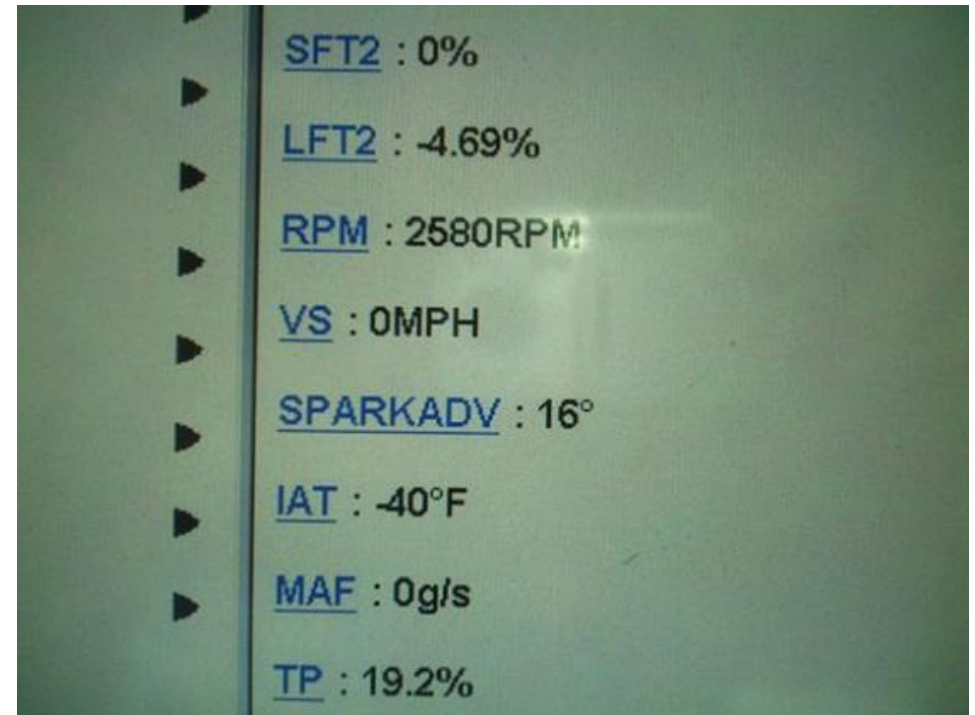 SFT2 : 0%
LFT2 : -4.69%
RPM : 2580RPM
VS : 0MPH
SPARKADV : 16°
IAT : -40°F
MAF : 0g/s
TP : 19.2%